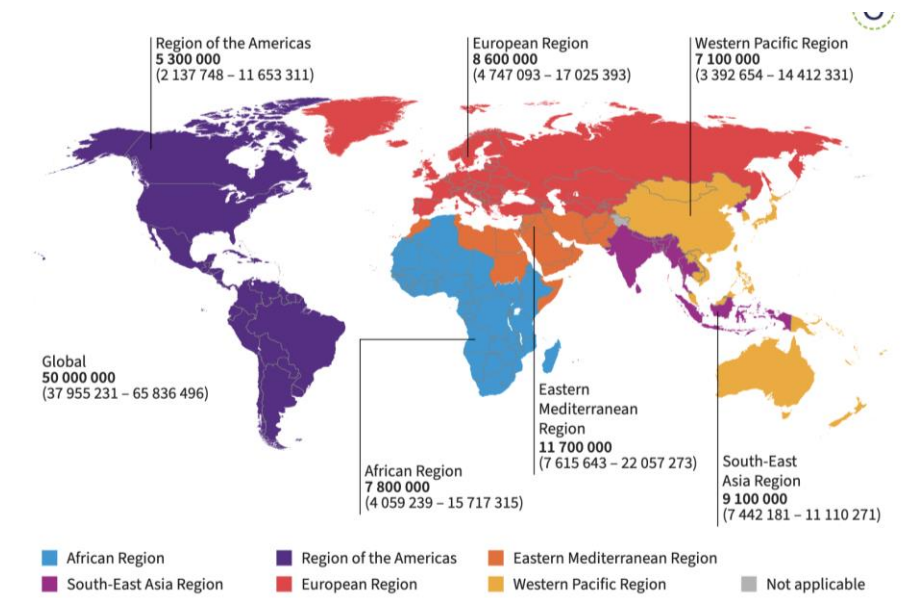 Region of the Americas
5 300 000
(2 137 748 – 11 653 311)
European Region
8 600 000
(4 747 093 – 17 025 393)
Western Pacific Region
7 100 000
(3 392 654 – 14 412 331)
Global
50 000 000
(37 955 231 – 65 836 496)
African Region
7 800 000
(4 059 239 – 15 717 315)
Eastern
Mediterranean
Region
11 700 000
(7 615 643 – 22 057 273)
South-East
Asia Region
9 100 000
(7 442 181 – 11 110 271)
African Region
Region of the Americas
Eastern Mediterranean Region
South-East Asia Region
European Region
Western Pacific Region
Not applicable